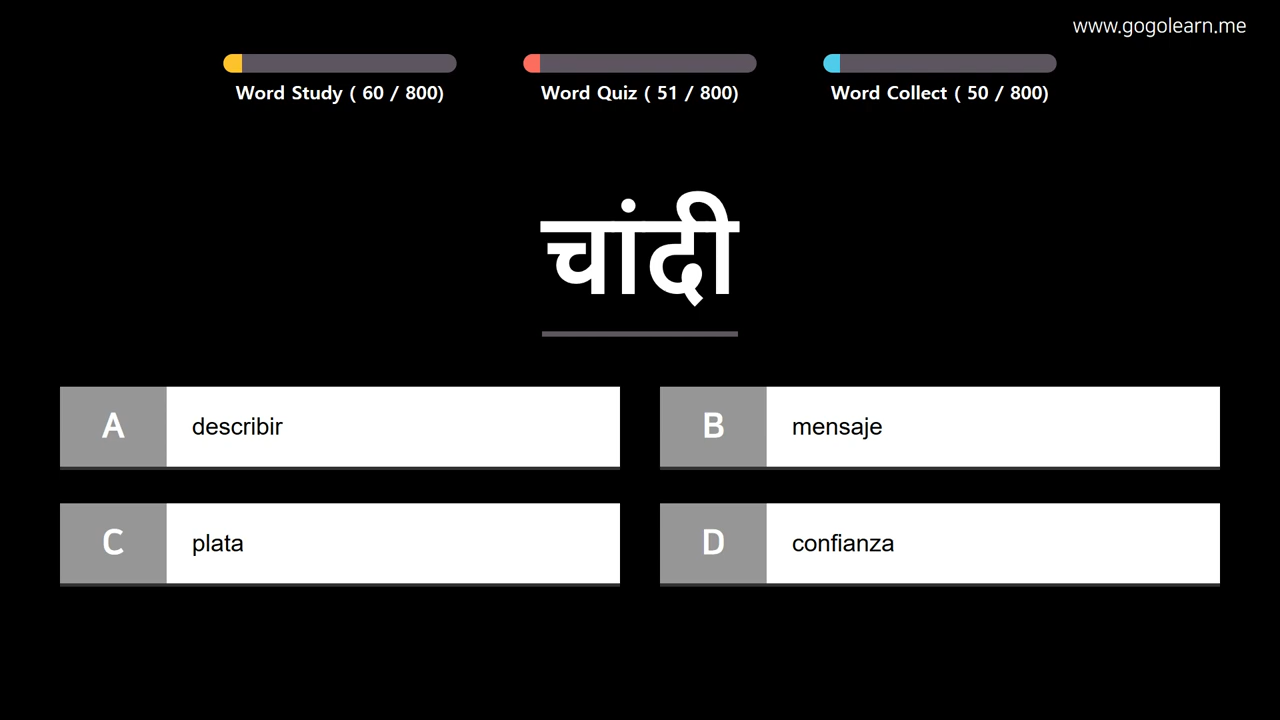 www.gogolearn.me
Word Study ( 60 / 800)
Word Quiz ( 51 / 800)
Word Collect ( 50 / 800)
चांदी
A describir
B mensaje
C plata
D confianza